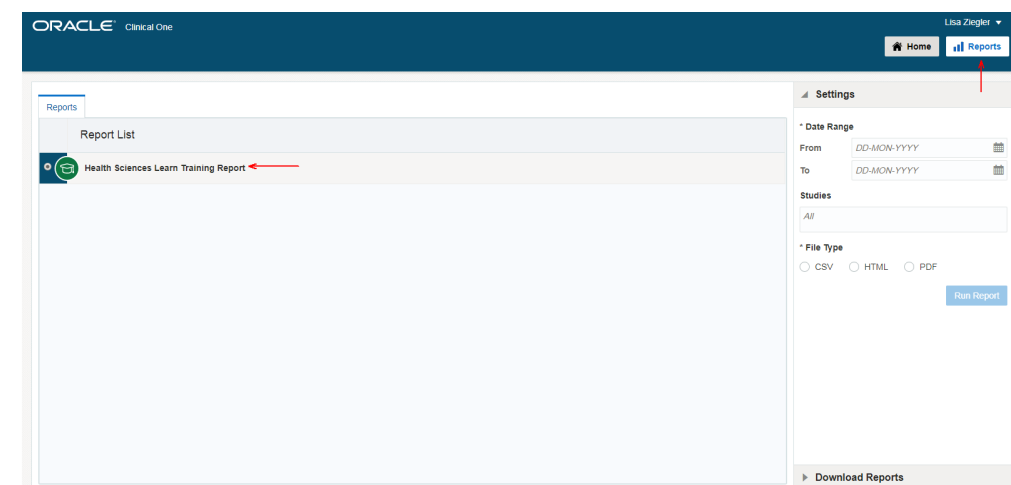 ORACLE® Clinical One
Lisa Ziegler
Home
Reports
Reports
Report List
Health Sciences Learn Training Report
Settings
* Date Range
From DD-MON-YYYY
To DD-MON-YYYY
Studies
All
* File Type
CSV HTML PDF
Run Report
Download Reports